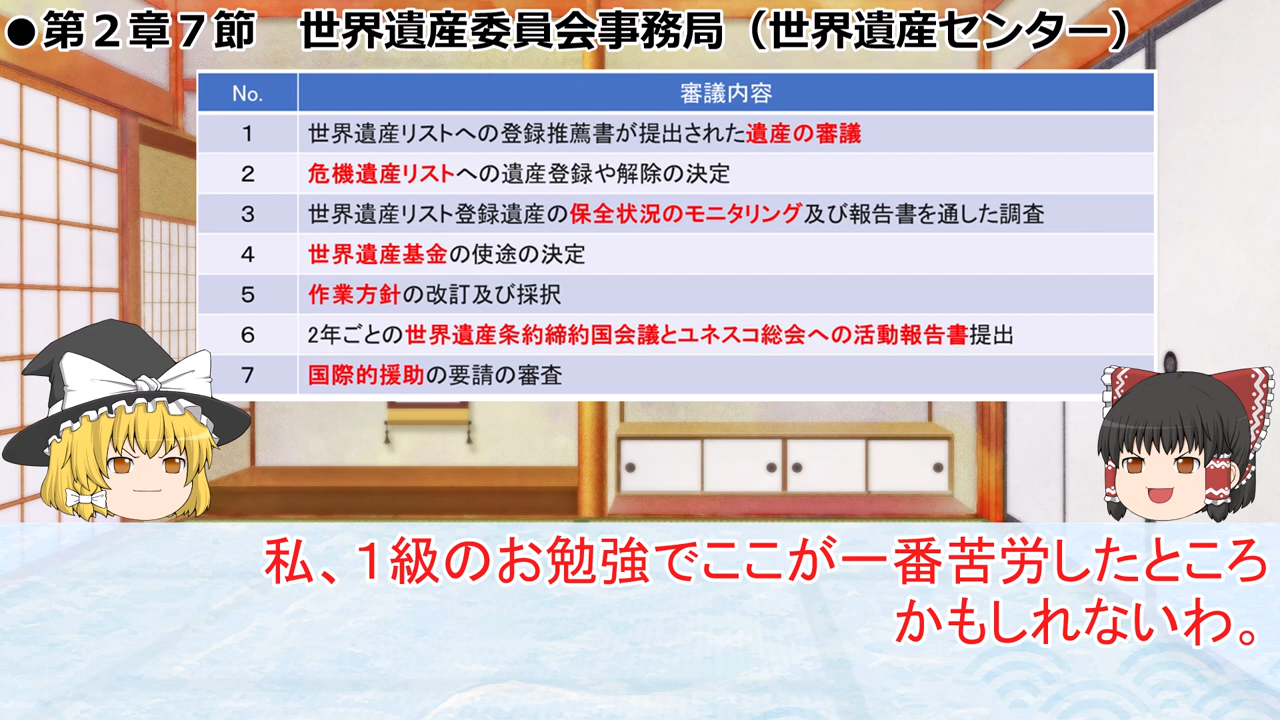 ●第２章７節　世界遺産委員会事務局（世界遺産センター）
No. 審議内容
1 世界遺産リストへの登録推薦書が提出された遺産の審議
2 危機遺産リストへの遺産登録や解除の決定
3 世界遺産リスト登録遺産の保全状況のモニタリング及び報告書を通した調査
4 世界遺産基金の使途の決定
5 作業方針の改訂及び採択
6 2年ごとの世界遺産条約締約国会議とユネスコ総会への活動報告書提出
7 国際的援助の要請の審査
私、１級のお勉強でここが一番苦労したところ
かもしれないわ。